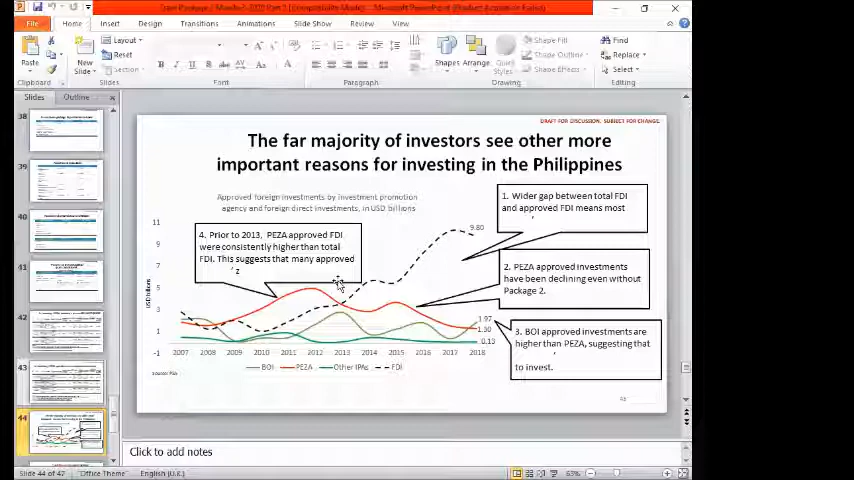 File Home Insert Design Transitions Animations Slide Show Review View
Paste
Clipboard
New
Slide
Layout
Reset
Section
Slides
B I U S
Font
Paragraph
Shapes Arrange Quick
Styles
Shape Fill
Shape Outline
Shape Effects
Drawing
Find
Replace
Select
Editing
Slides Outline
38
39
40
41
42
43
44
DRAFT FOR DISCUSSION. SUBJECT FOR CHANGE.
The far majority of investors see other more
important reasons for investing in the Philippines
Approved foreign investments by investment promotion
agency and foreign direct investments, in USD billions
USD billions
11
9
7
5
3
1
-1
4. Prior to 2013, PEZA approved FDI
were consistently higher than total
FDI. This suggests that many approved
1. Wider gap between total FDI
and approved FDI means most
2. PEZA approved investments
have been declining even without
Package 2.
3. BOI approved investments are
higher than PEZA, suggesting that
to invest.
9.80
1.97
1.30
0.13
2007 2008 2009 2010 2011 2012 2013 2014 2015 2016 2017 2018
BOI PEZA Other IPAs FDI
Source: PSA
Click to add notes
Slide 44 of 47 "Office Theme" English (U.K.) 63%